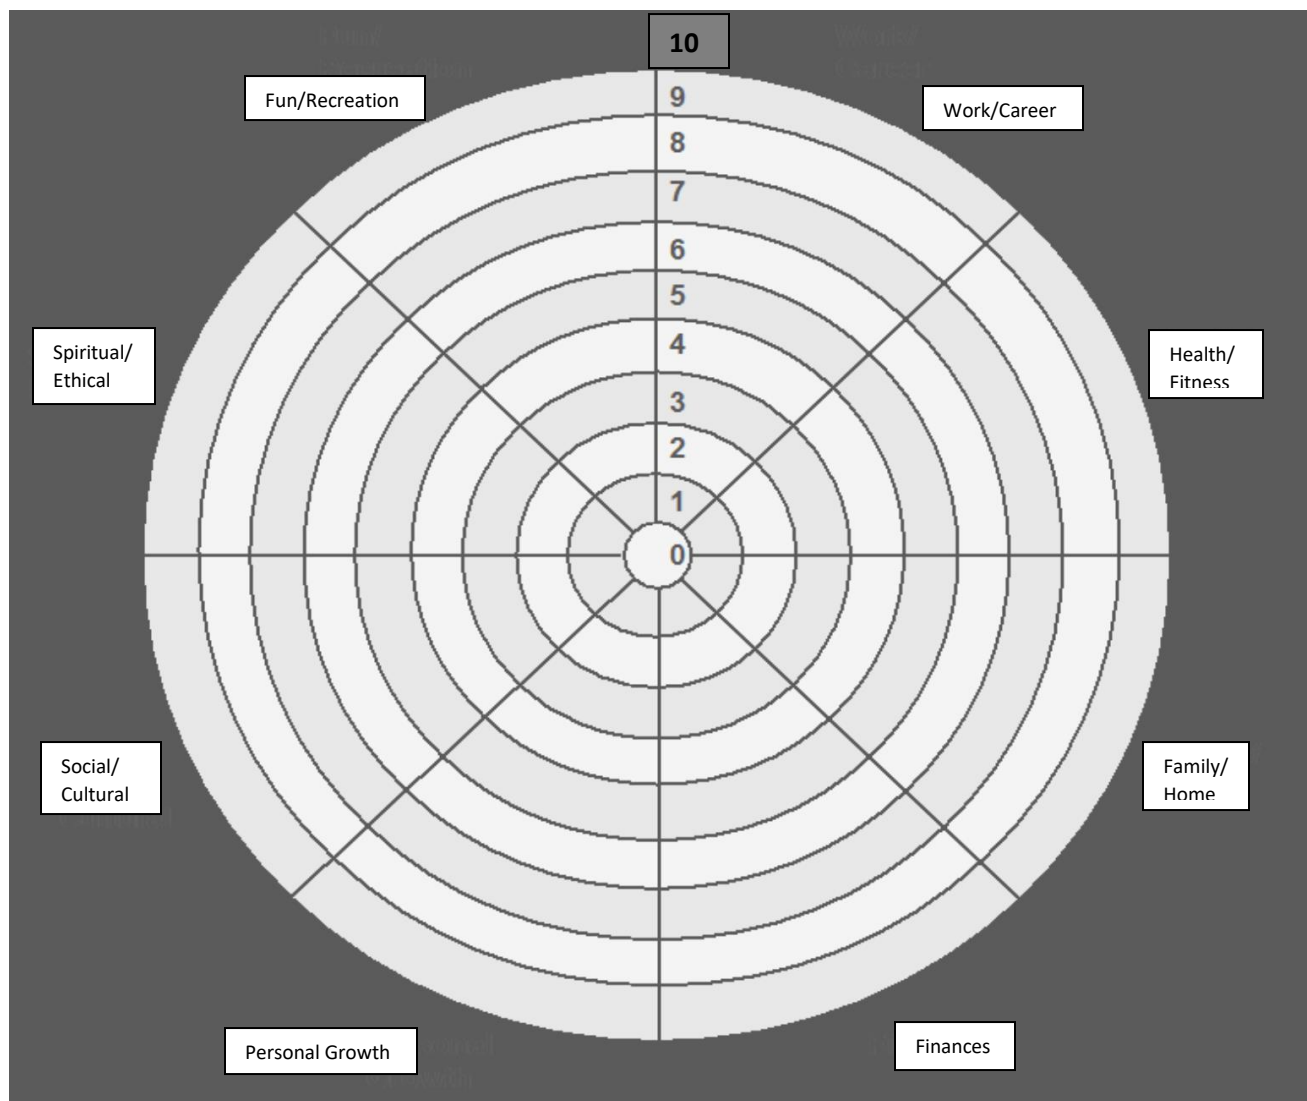 10
Fun/Recreation
9
Work/Career
8
7
6
5
Spiritual/
Ethical
4
Health/
Fitness
3
2
1
0
Social/
Cultural
Family/
Home
Personal Growth
Finances